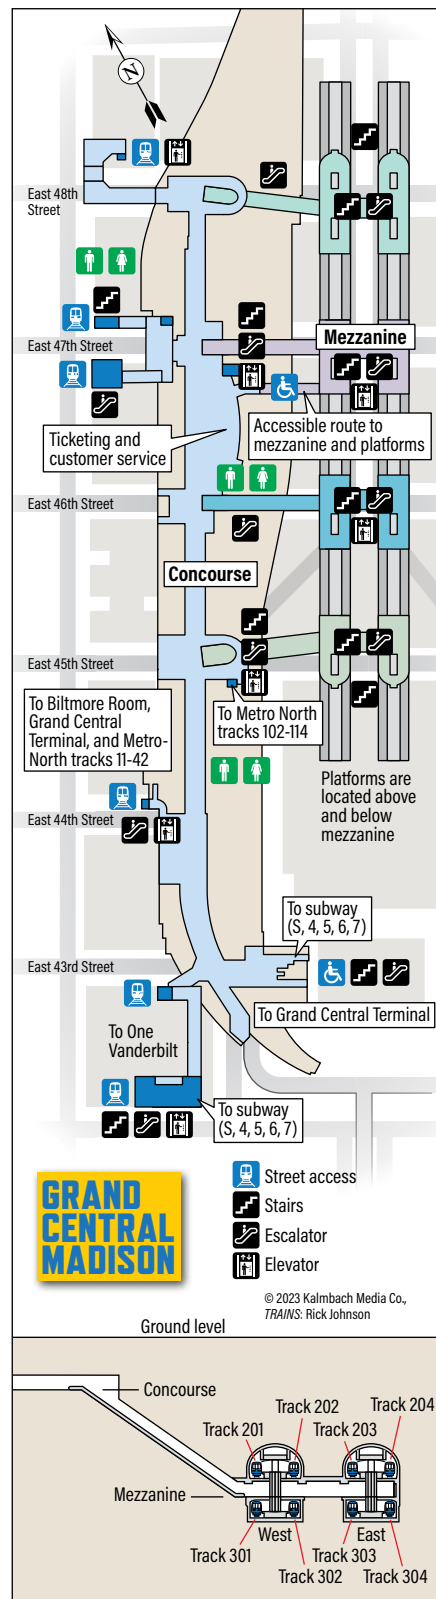 N
East 48th
Street
East 47th Street
Mezzanine
Ticketing and
customer service
Accessible route to
mezzanine and platforms
East 46th Street
Concourse
East 45th Street
To Biltmore Room,
Grand Central
Terminal, and Metro-
North tracks 11-42
To Metro North
tracks 102-114
Platforms are
located above
and below
mezzanine
East 44th Street
To subway
(S, 4, 5, 6, 7)
East 43rd Street
To Grand Central Terminal
To One
Vanderbilt
To subway
(S, 4, 5, 6, 7)
GRAND
CENTRAL
MADISON
Street access
Stairs
Escalator
Elevator
© 2023 Kalmbach Media Co.,
TRAINS: Rick Johnson
Ground level
Concourse
Track 201
Track 202
Track 203
Track 204
Mezzanine
West
East
Track 301
Track 302
Track 303
Track 304